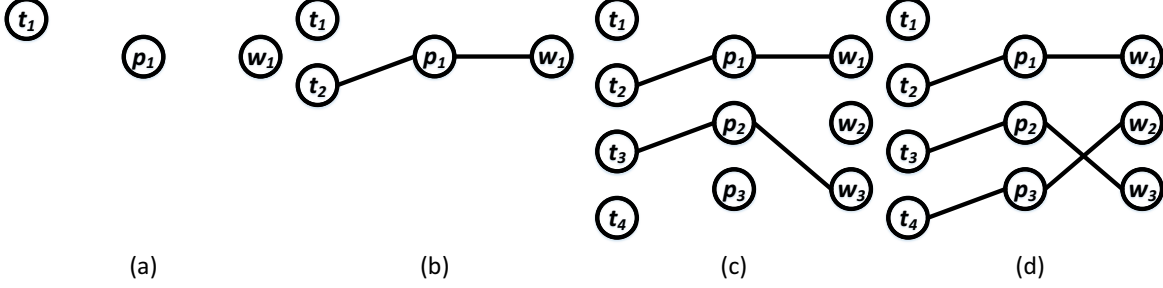 t1 t1 t1 t1
p1 w1 p1 w1 p1 w1 p1 w1
t2 t2 t2
p2 w2 p2 w2
t3 t3
p3 w3 p3 w3
t4 t4
(a) (b) (c) (d)